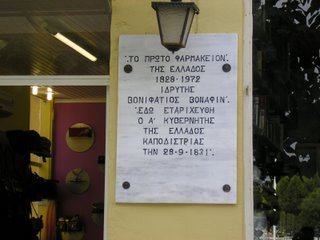 "ΤΟ ΠΡΩΤΟ ΦΑΡΜΑΚΕΙΟΝ"
ΤΗΣ ΕΛΛΑΔΟΣ
1828-1972
ΙΔΡΥΤΗΣ
ΒΟΝΙΦΑΤΙΟΣ ΒΟΝΑΦΙΝ".
"ΕΔΩ ΕΤΑΡΙΧΕΥΘΗ
Ο Α' ΚΥΒΕΡΝΗΤΗΣ
ΤΗΣ ΕΛΛΑΔΟΣ
ΚΑΠΟΔΙΣΤΡΙΑΣ
ΤΗΝ 28-9-1831".